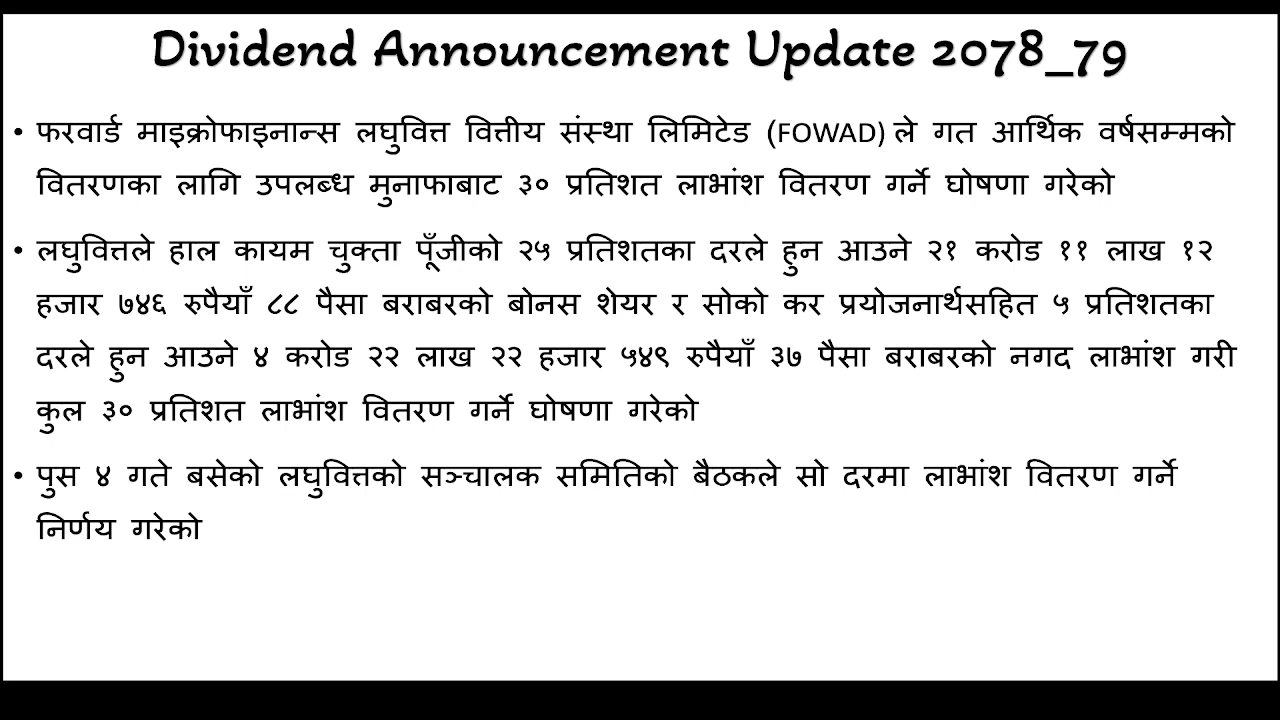 Dividend Announcement Update 2078_79
• फरवार्ड माइक्रोफाइनान्स लघुवित्त वित्तीय संस्था लिमिटेड (FOWAD) ले गत आर्थिक वर्षसम्मको
वितरणका लागि उपलब्ध मुनाफाबाट ३० प्रतिशत लाभांश वितरण गर्ने घोषणा गरेको
• लघुवित्तले हाल कायम चुक्ता पूँजीको २५ प्रतिशतका दरले हुन आउने २१ करोड ११ लाख १२
हजार ७४६ रुपैयाँ ८८ पैसा बराबरको बोनस शेयर र सोको कर प्रयोजनार्थसहित ५ प्रतिशतका
दरले हुन आउने ४ करोड २२ लाख २२ हजार ५४९ रुपैयाँ ३७ पैसा बराबरको नगद लाभांश गरी
कुल ३० प्रतिशत लाभांश वितरण गर्ने घोषणा गरेको
• पुस ४ गते बसेको लघुवित्तको सञ्चालक समितिको बैठकले सो दरमा लाभांश वितरण गर्ने
निर्णय गरेको